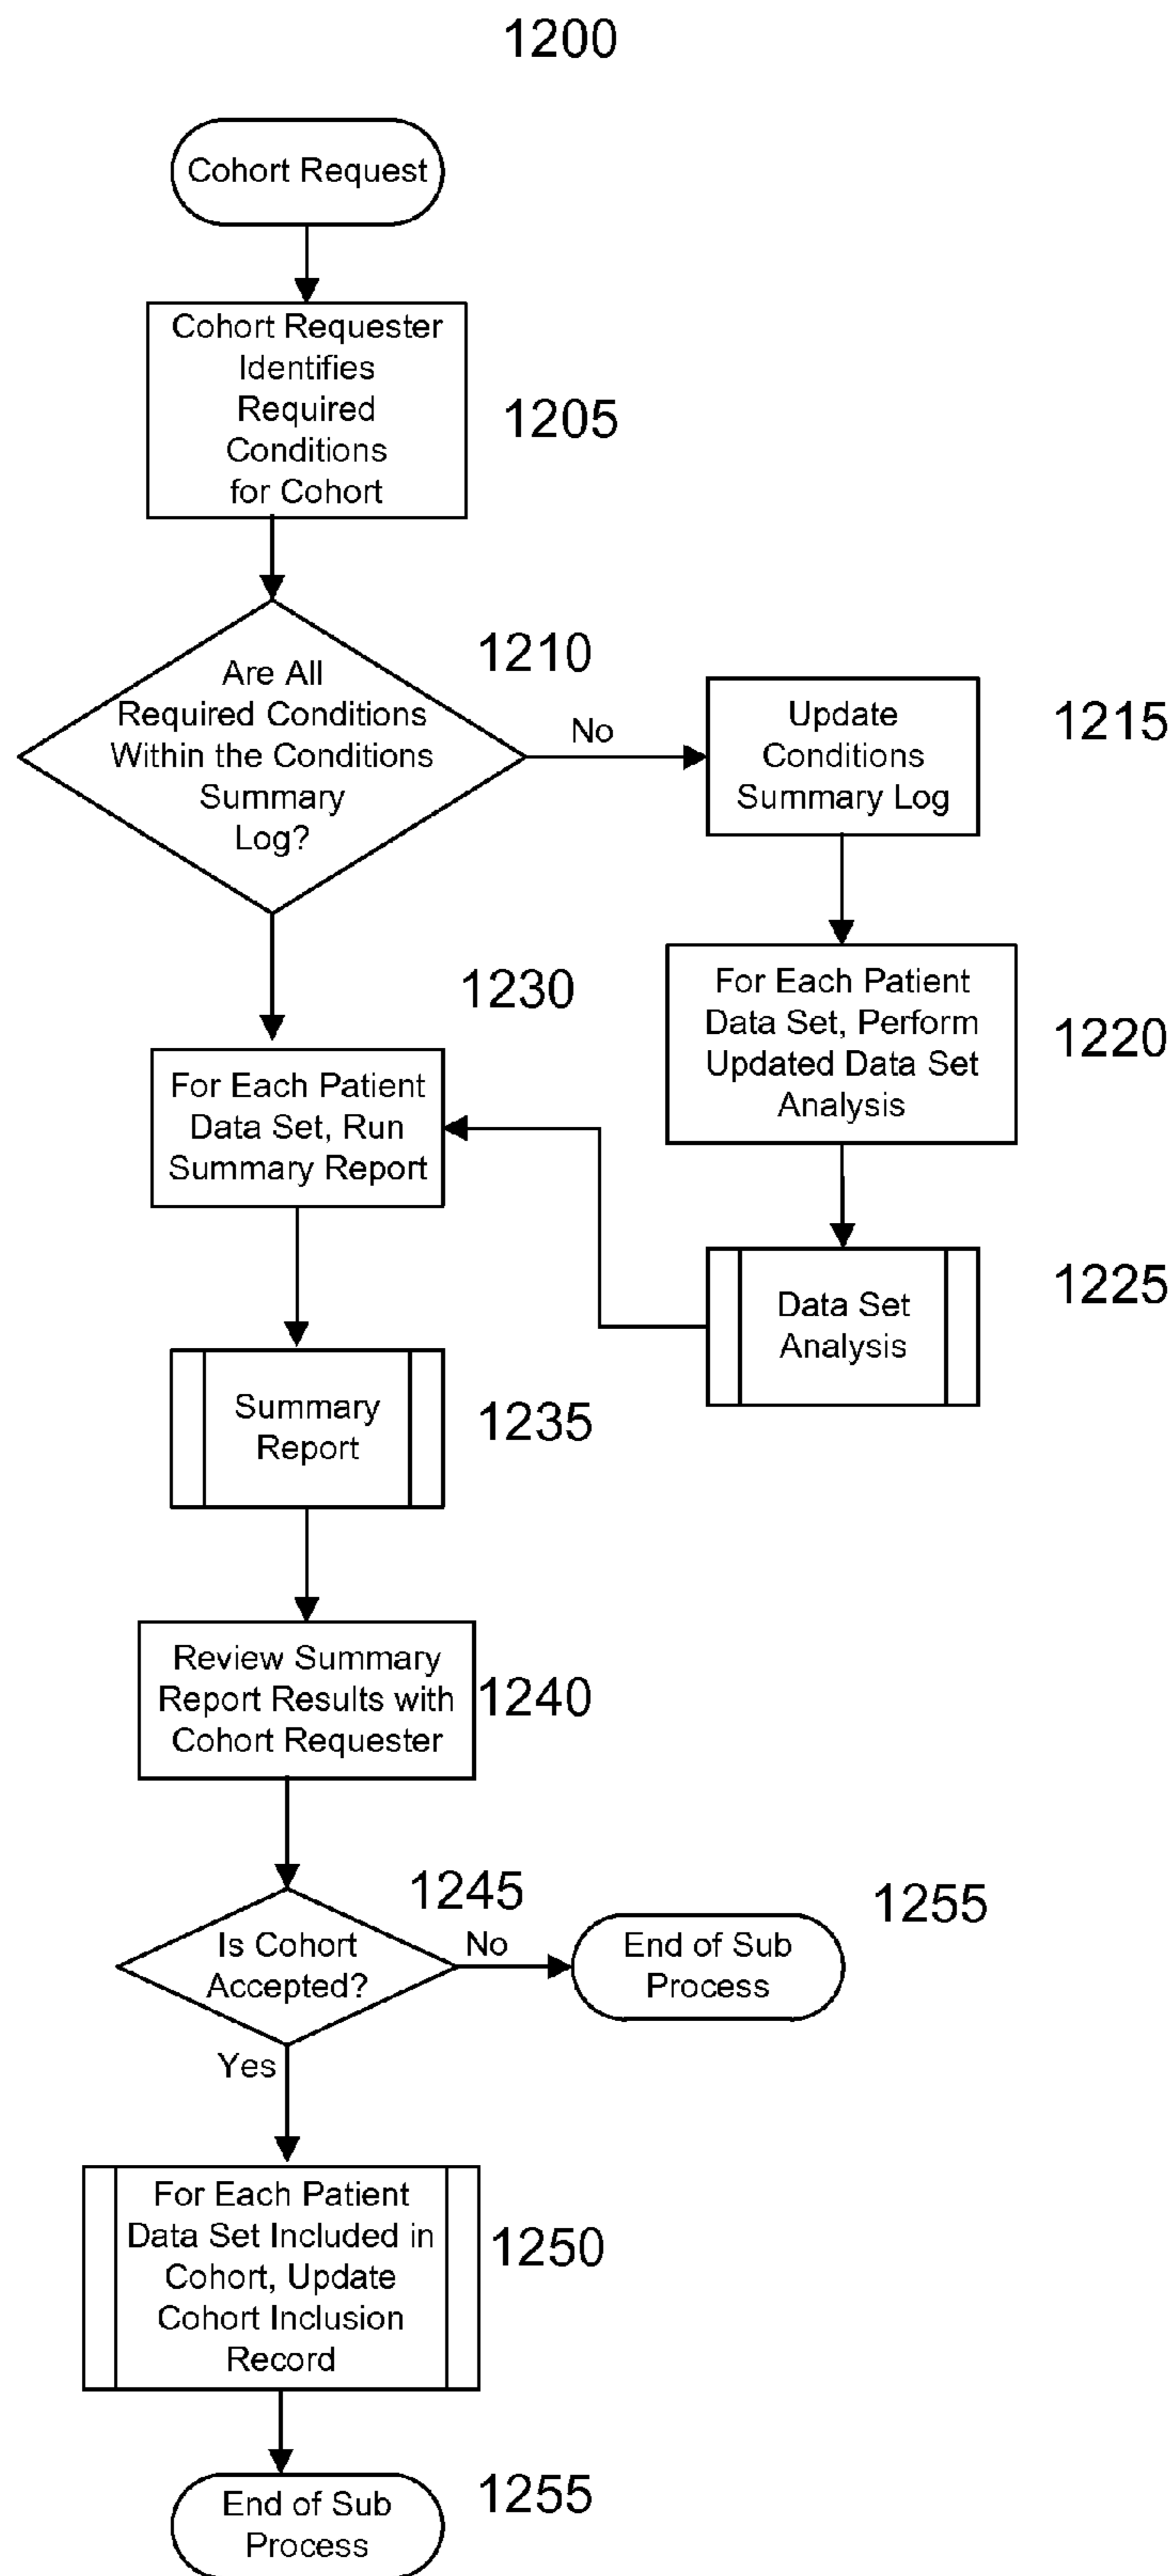 1200
Cohort Request
Cohort Requester
Identifies
Required
Conditions
for Cohort
1205
Are All
Required Conditions
Within the Conditions
Summary
Log?
1210
No
Update
Conditions
Summary Log
1215
For Each Patient
Data Set, Perform
Updated Data Set
Analysis
1220
Data Set
Analysis
1225
1230
For Each Patient
Data Set, Run
Summary Report
Summary
Report
1235
Review Summary
Report Results with
Cohort Requester
1240
Is Cohort
Accepted?
1245
No
End of Sub
Process
1255
Yes
For Each Patient
Data Set Included in
Cohort, Update
Cohort Inclusion
Record
1250
End of Sub
Process
1255